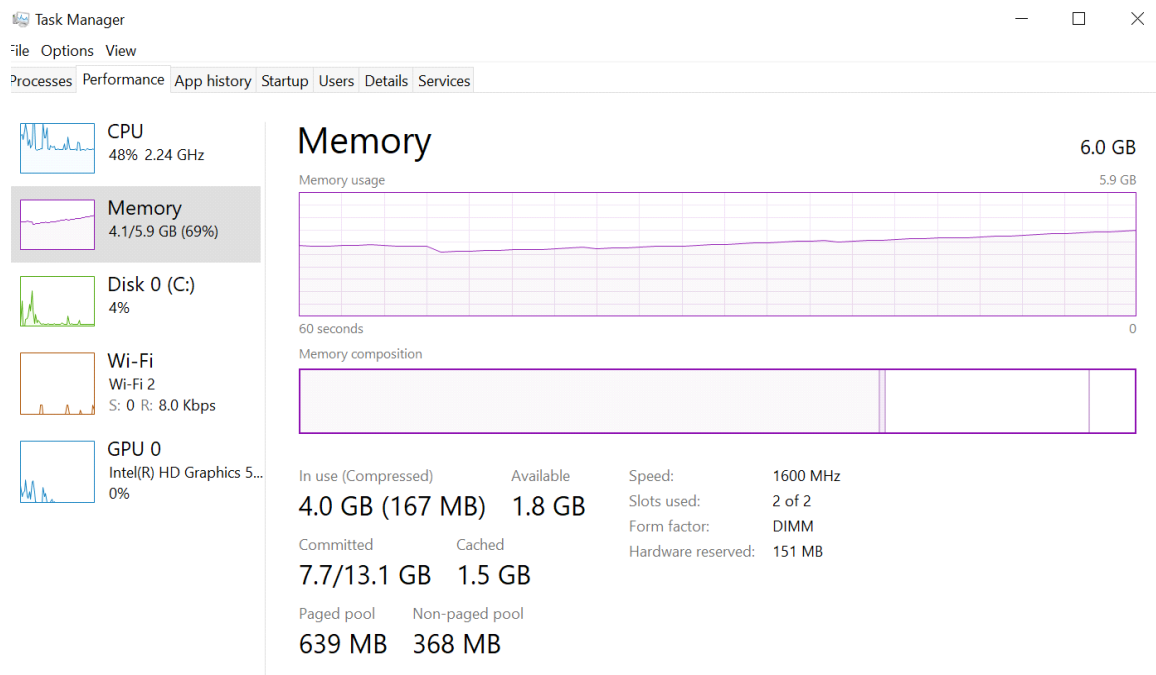 Task Manager
File Options View
Processes Performance App history Startup Users Details Services
CPU
48% 2.24 GHz
Memory
4.1/5.9 GB (69%)
Disk 0 (C:)
4%
Wi-Fi
Wi-Fi 2
S: 0 R: 8.0 Kbps
GPU 0
Intel(R) HD Graphics 5...
0%
Memory 6.0 GB
Memory usage 5.9 GB
60 seconds 0
Memory composition
In use (Compressed) Available
4.0 GB (167 MB) 1.8 GB
Committed Cached
7.7/13.1 GB 1.5 GB
Paged pool Non-paged pool
639 MB 368 MB
Speed: 1600 MHz
Slots used: 2 of 2
Form factor: DIMM
Hardware reserved: 151 MB